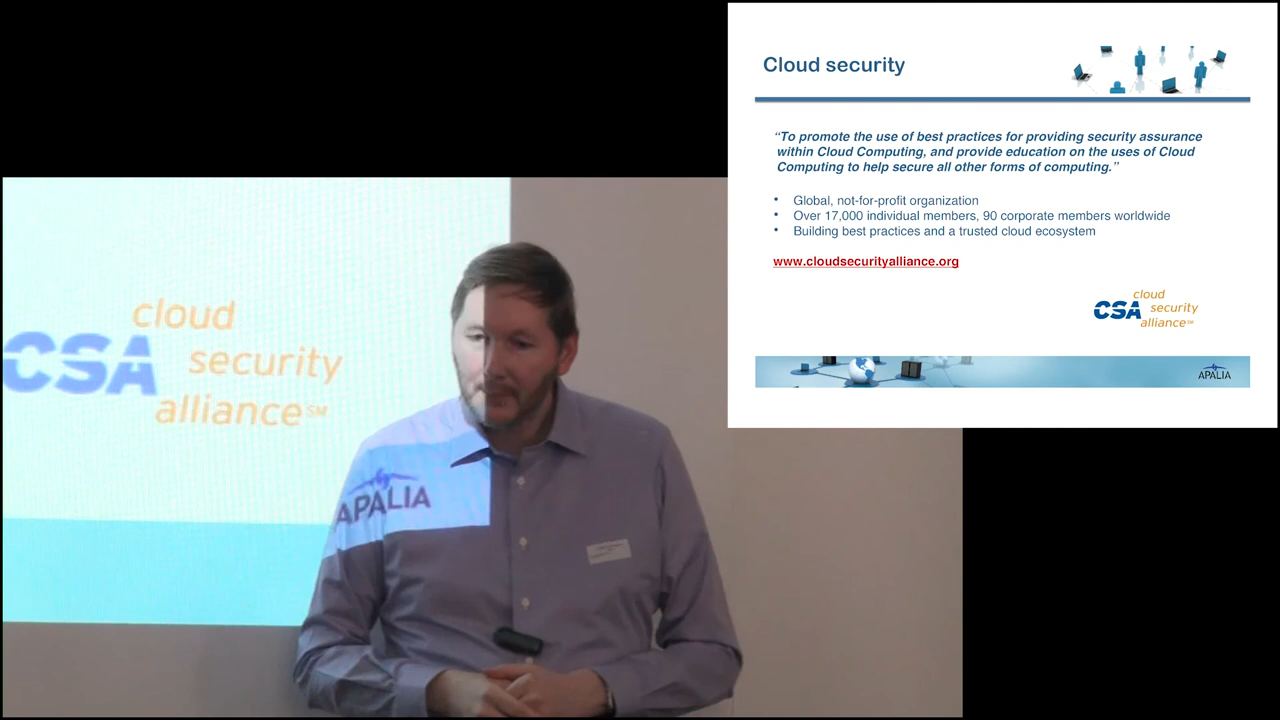 Cloud security
“To promote the use of best practices for providing security assurance
within Cloud Computing, and provide education on the uses of Cloud
Computing to help secure all other forms of computing.”
• Global, not-for-profit organization
• Over 17,000 individual members, 90 corporate members worldwide
• Building best practices and a trusted cloud ecosystem
www.cloudsecurityalliance.org
cloud
CSA security
alliance℠
APALIA
cloud
CSA security
alliance℠
APALIA